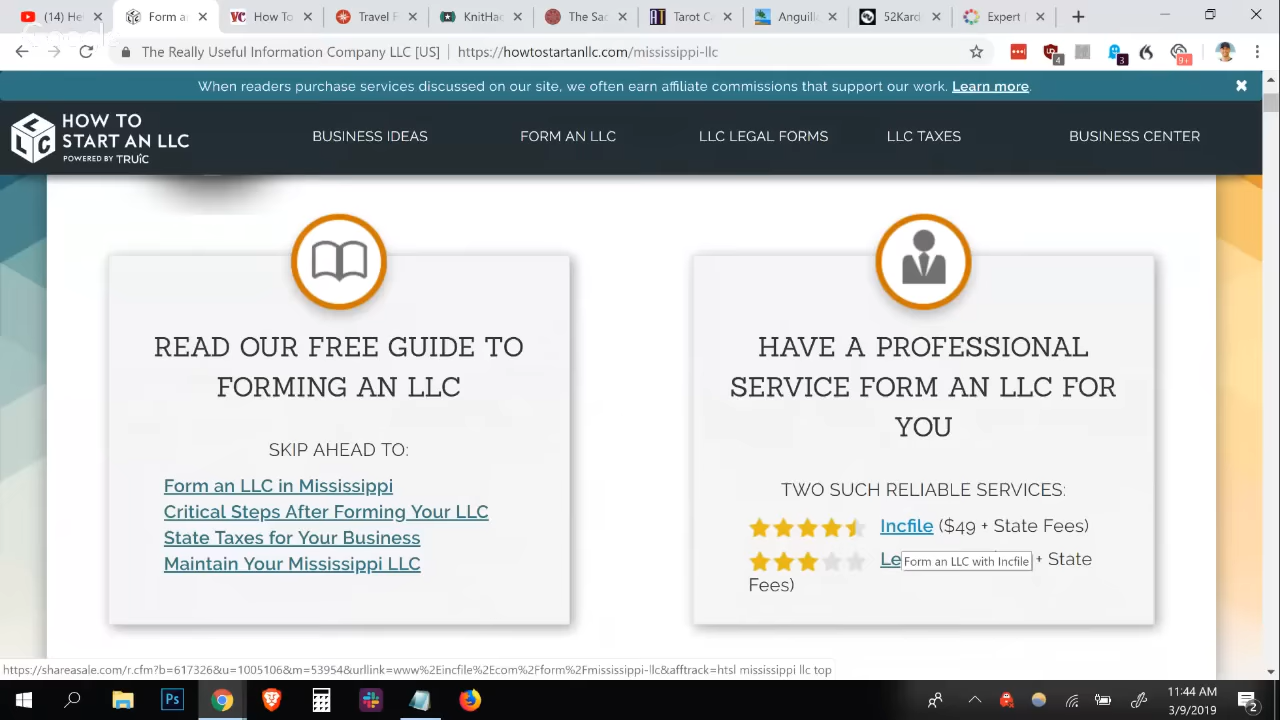 (14) He
Form an
How To
Travel F
KnitHa
The Sac
Tarot C
Anguill
52Kard
Expert
The Really Useful Information Company LLC [US]
https://howtostartanllc.com/mississippi-llc
4
3
9+
When readers purchase services discussed on our site, we often earn affiliate commissions that support our work. Learn more.
HOW TO
START AN LLC
POWERED BY TRUiC
BUSINESS IDEAS
FORM AN LLC
LLC LEGAL FORMS
LLC TAXES
BUSINESS CENTER
READ OUR FREE GUIDE TO
FORMING AN LLC
SKIP AHEAD TO:
Form an LLC in Mississippi
Critical Steps After Forming Your LLC
State Taxes for Your Business
Maintain Your Mississippi LLC
HAVE A PROFESSIONAL
SERVICE FORM AN LLC FOR
YOU
TWO SUCH RELIABLE SERVICES:
Incfile ($49 + State Fees)
Le
Form an LLC with Incfile
+ State
Fees)
https://shareasale.com/r.cfm?b=617326&u=1005106&m=53954&urllink=www%2Eincfile%2Ecom%2Fform%2Fmississippi-llc&afftrack=htsl mississippi llc top
Ps
11:44 AM
3/9/2019
2